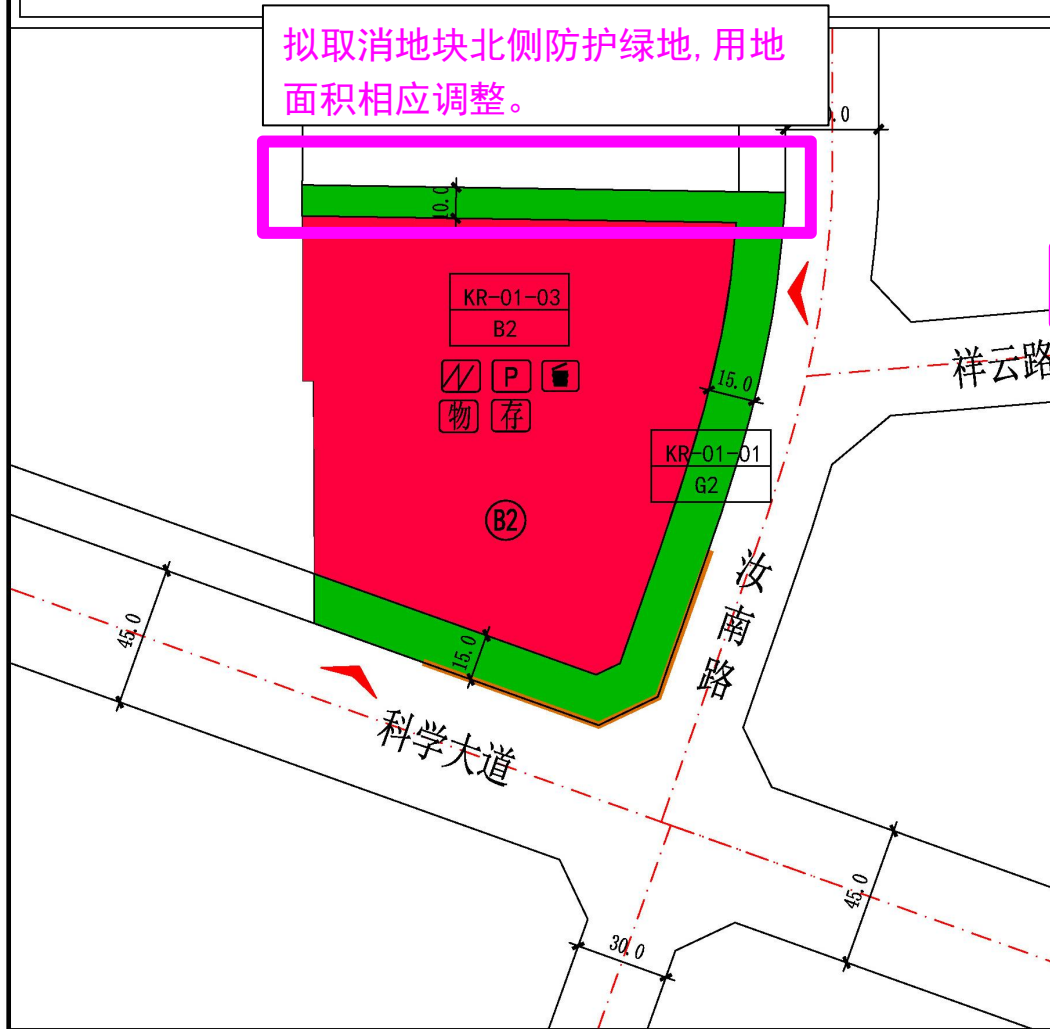 拟取消地块北侧防护绿地,用地
面积相应调整。
10.0
KR-01-03
B2
P
物 存
B2
15.0
祥云路
KR-01-01
G2
汝南路
45.0
15.0
科学大道
45.0
30.0